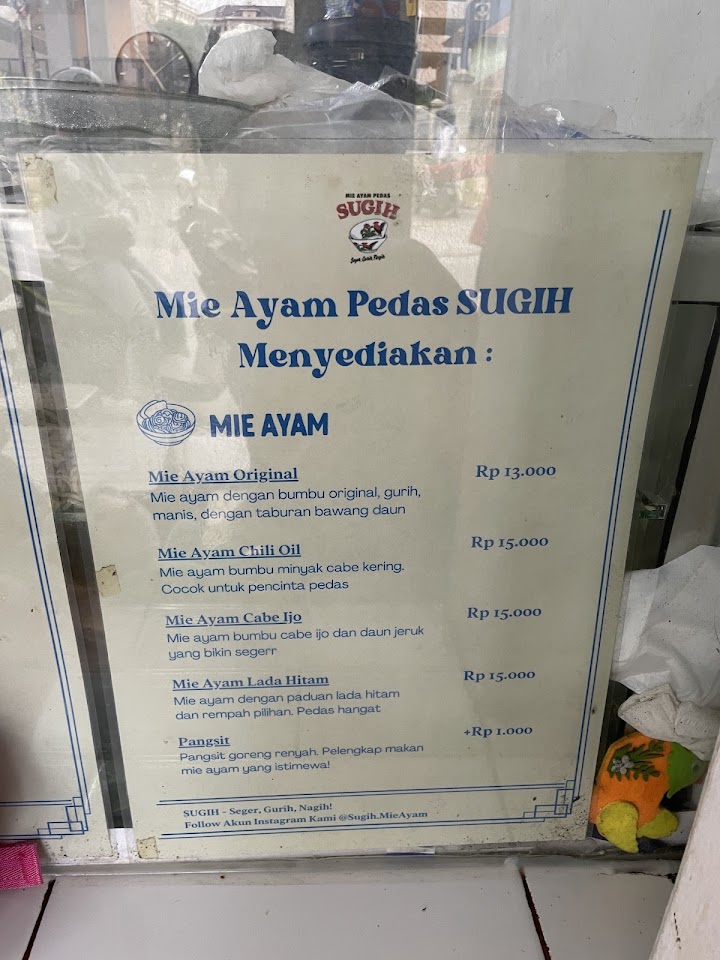 MIE AYAM PEDAS
SUGIH
Seger, Gurih, Nagih
Mie Ayam Pedas SUGIH
Menyediakan :
MIE AYAM
Mie Ayam Original Rp 13.000
Mie ayam dengan bumbu original, gurih,
manis, dengan taburan bawang daun
Mie Ayam Chili Oil Rp 15.000
Mie ayam bumbu minyak cabe kering.
Cocok untuk pencinta pedas
Mie Ayam Cabe Ijo Rp 15.000
Mie ayam bumbu cabe ijo dan daun jeruk
yang bikin segerr
Mie Ayam Lada Hitam Rp 15.000
Mie ayam dengan paduan lada hitam
dan rempah pilihan. Pedas hangat
Pangsit +Rp 1.000
Pangsit goreng renyah. Pelengkap makan
mie ayam yang istimewa!
SUGIH - Seger, Gurih, Nagih!
Follow Akun Instagram Kami @Sugih.MieAyam